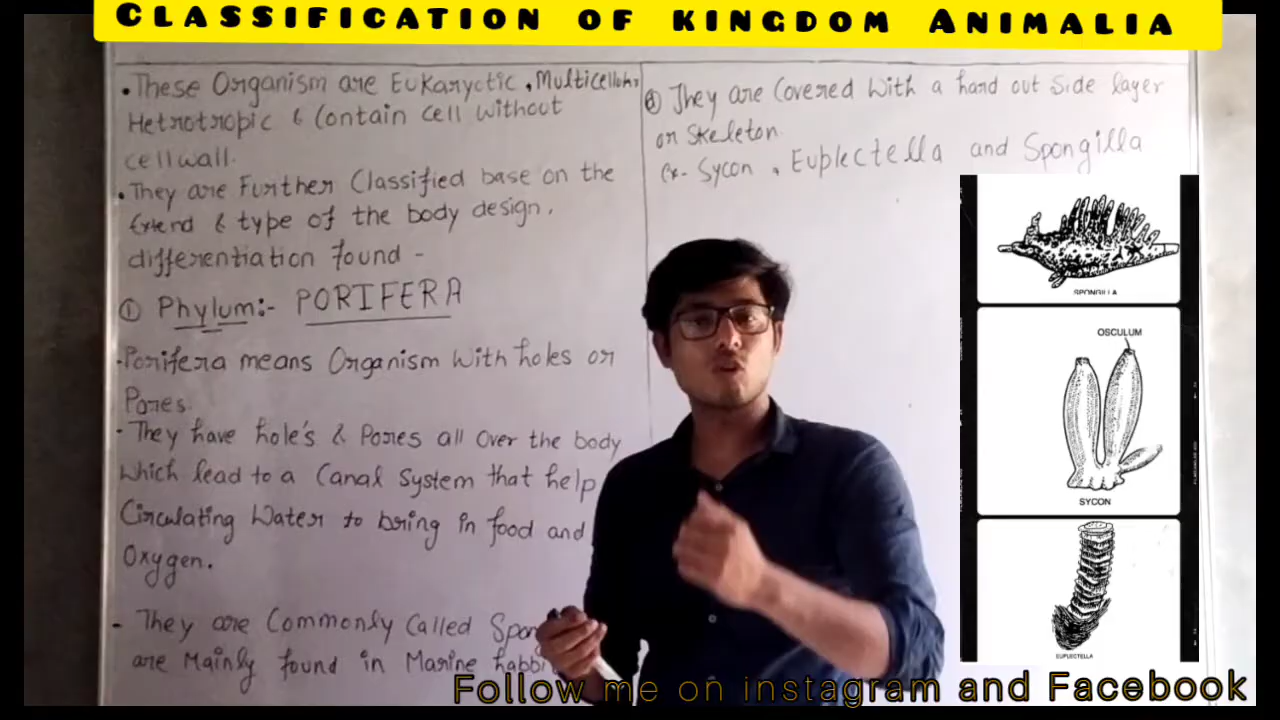 Classification of kingdom Animalia
• These Organism are Eukaryotic, Multicellular
Hetrotropic & Contain cell without
cellwall.
• They are Further Classified base on the
Extend & type of the body design,
differentiation found -
① Phylum:- PORIFERA
-Porifera means Organism With holes or
Pores.
- They have hole's & Pores all Over the body
Which lead to a Canal System that help
Circulating Water to bring in food and
Oxygen.
- They are Commonly Called
are Mainly found in Marine
They are Covered With a hard out Side layer
or Skeleton
ex- Sycon, Euplectella and Spongilla
SPONGILLA
OSCULUM
SYCON
EUPLECTELLA
Follow me on instagram and Facebook